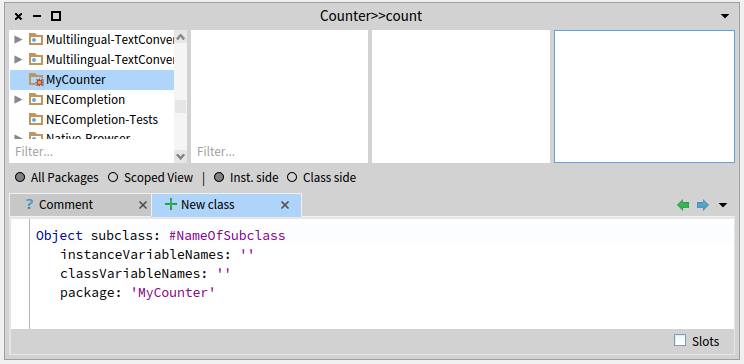 Counter>>count
Multilingual-TextConver
Multilingual-TextConver
MyCounter
NECompletion
NECompletion-Tests
Native-Browser
Filter...
Filter...
All Packages Scoped View | Inst. side Class side
? Comment New class
Object subclass: #NameOfSubclass
instanceVariableNames: ''
classVariableNames: ''
package: 'MyCounter'
Slots